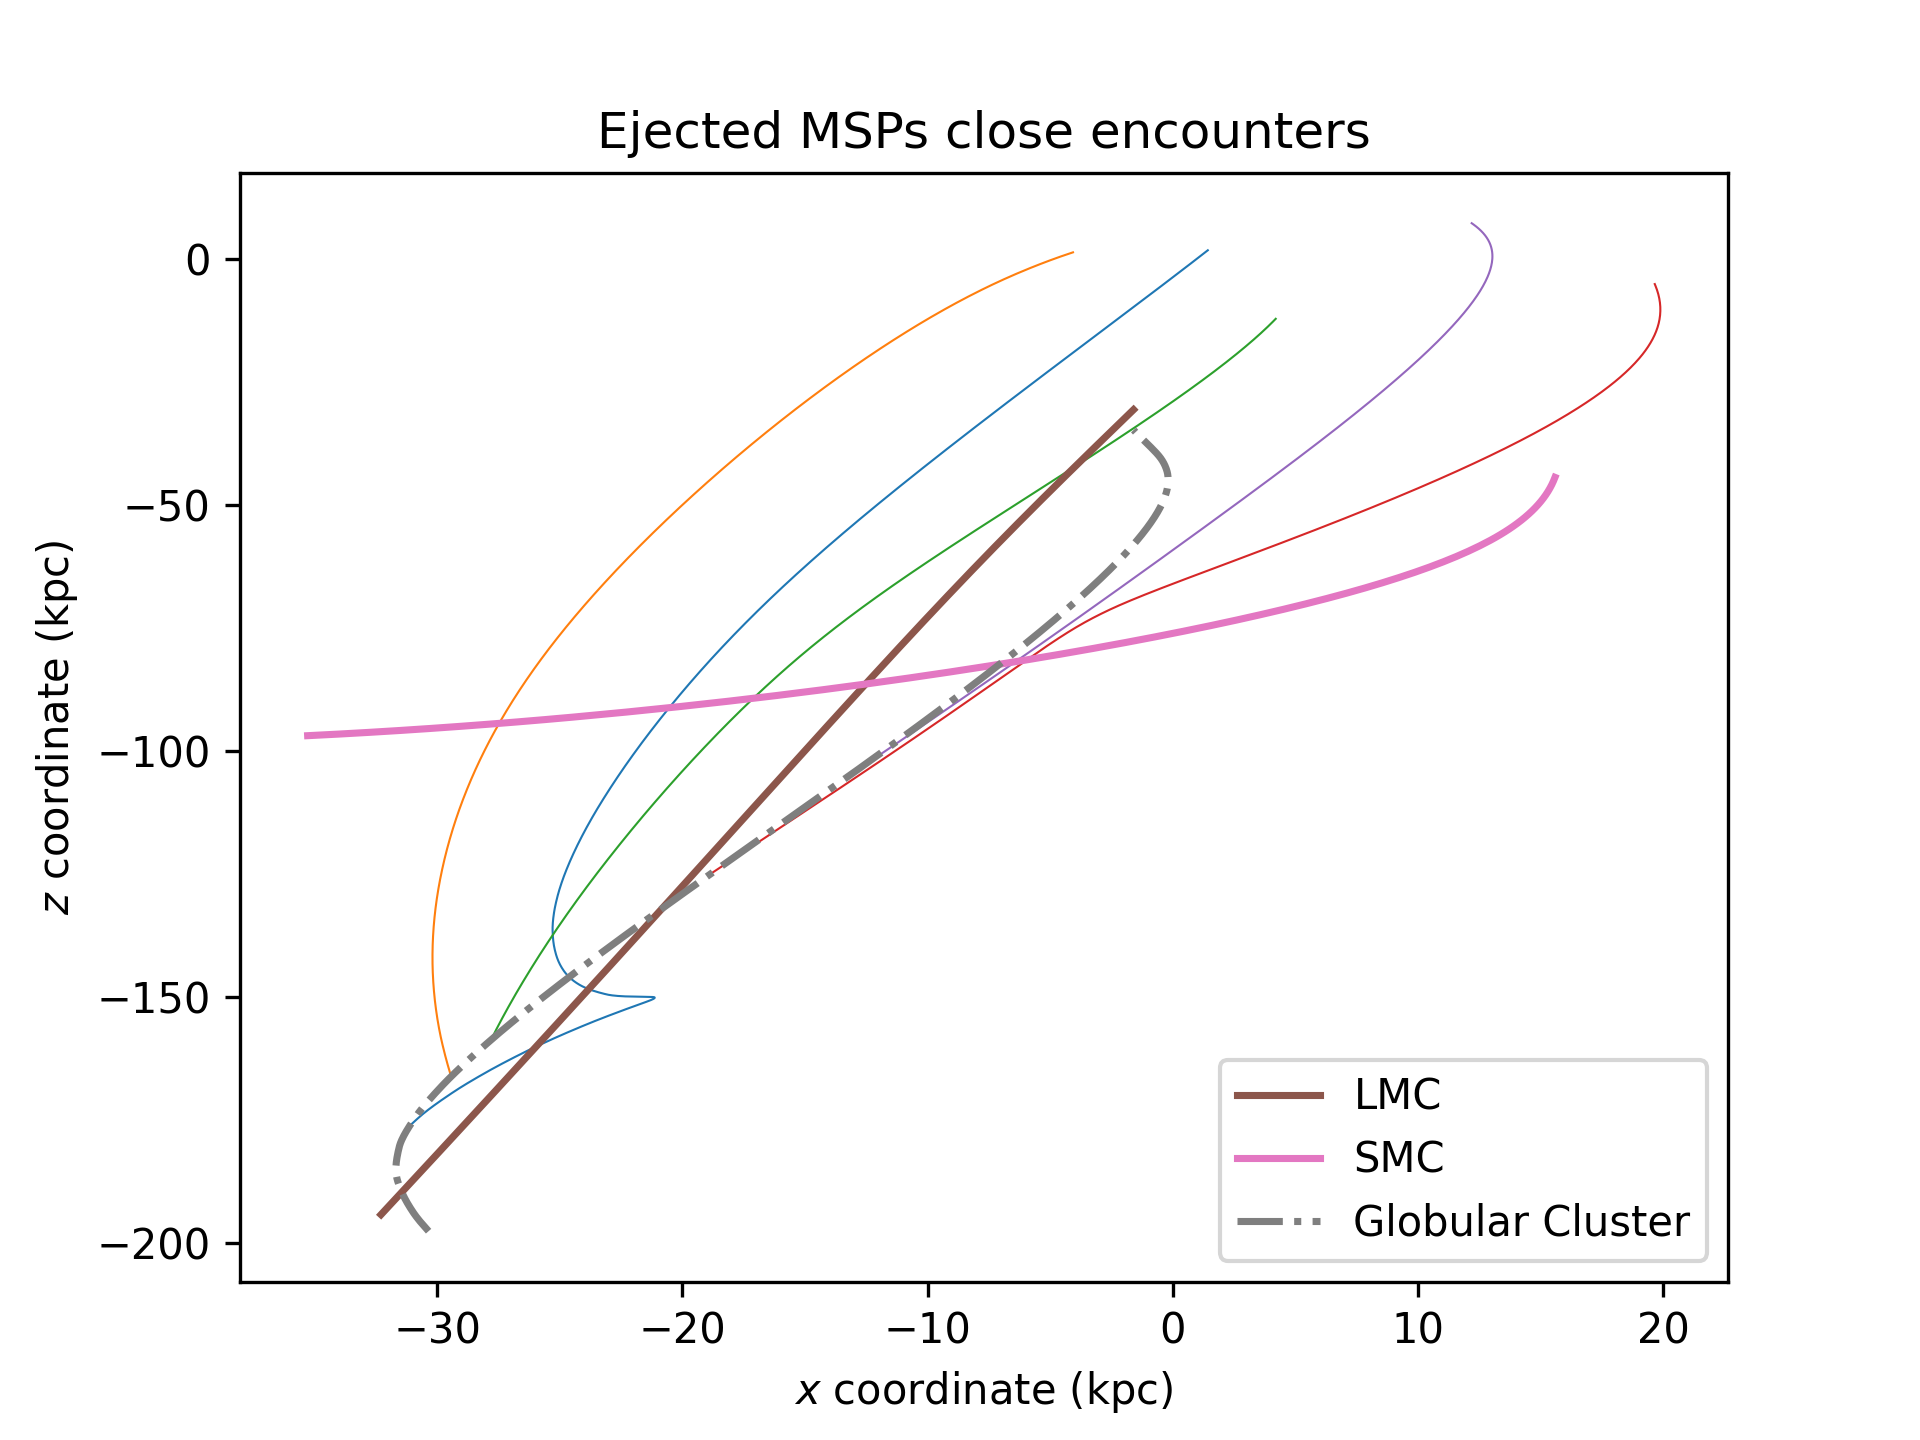 Ejected MSPs close encounters
z coordinate (kpc)
0
−50
−100
−150
−200
LMC
SMC
Globular Cluster
−30 −20 −10 0 10 20
x coordinate (kpc)